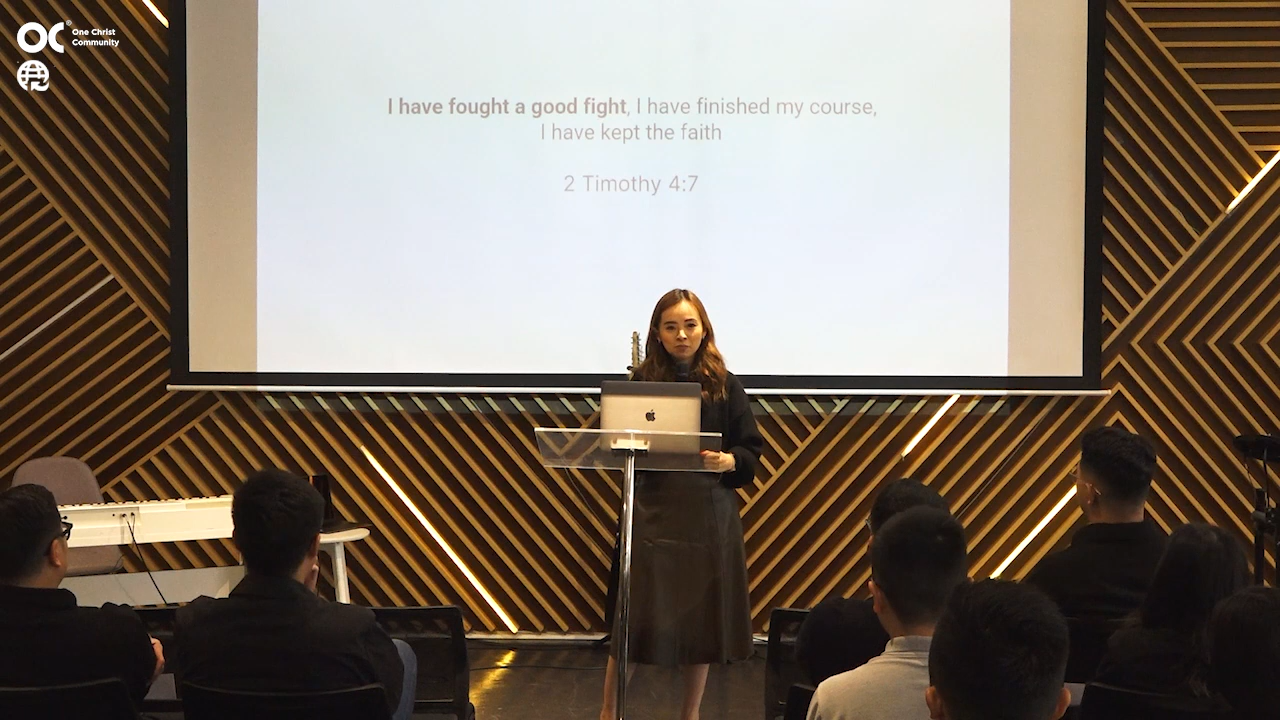 OC® One Christ
Community
I have fought a good fight, I have finished my course,
I have kept the faith
2 Timothy 4:7